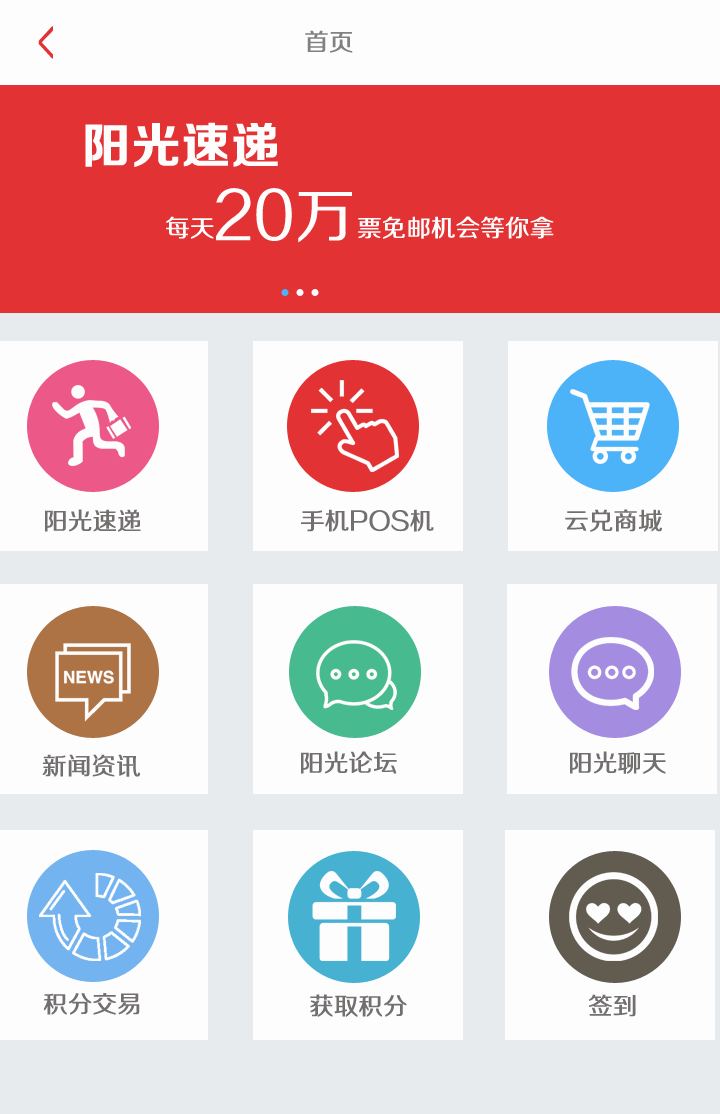 首页
阳光速递
每天20万票免邮机会等你拿
阳光速递
手机POS机
云兑商城
NEWS
新闻资讯
阳光论坛
阳光聊天
积分交易
获取积分
签到